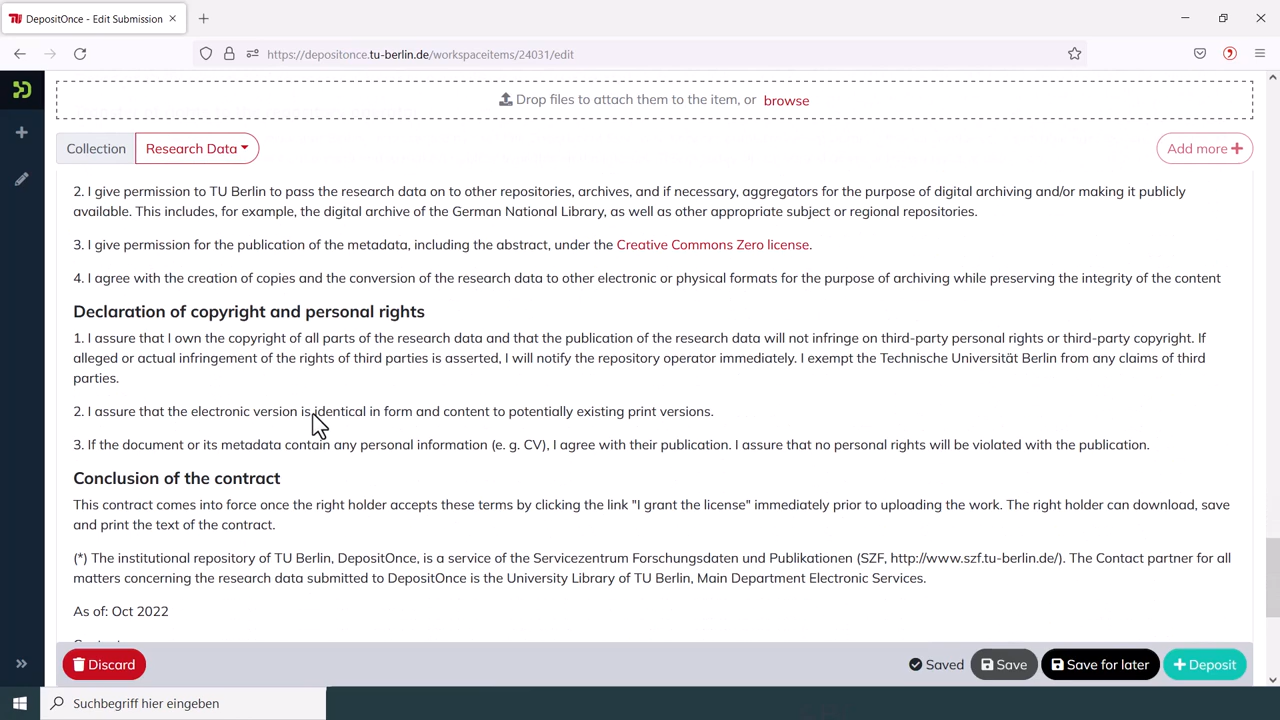 DepositOnce - Edit Submission
https://depositonce.tu-berlin.de/workspaceitems/24031/edit
Drop files to attach them to the item, or browse
Collection Research Data Add more
2. I give permission to TU Berlin to pass the research data on to other repositories, archives, and if necessary, aggregators for the purpose of digital archiving and/or making it publicly
available. This includes, for example, the digital archive of the German National Library, as well as other appropriate subject or regional repositories.
3. I give permission for the publication of the metadata, including the abstract, under the Creative Commons Zero license.
4. I agree with the creation of copies and the conversion of the research data to other electronic or physical formats for the purpose of archiving while preserving the integrity of the content
Declaration of copyright and personal rights
1. I assure that I own the copyright of all parts of the research data and that the publication of the research data will not infringe on third-party personal rights or third-party copyright. If
alleged or actual infringement of the rights of third parties is asserted, I will notify the repository operator immediately. I exempt the Technische Universität Berlin from any claims of third
parties.
2. I assure that the electronic version is identical in form and content to potentially existing print versions.
3. If the document or its metadata contain any personal information (e. g. CV), I agree with their publication. I assure that no personal rights will be violated with the publication.
Conclusion of the contract
This contract comes into force once the right holder accepts these terms by clicking the link "I grant the license" immediately prior to uploading the work. The right holder can download, save
and print the text of the contract.
(*) The institutional repository of TU Berlin, DepositOnce, is a service of the Servicezentrum Forschungsdaten und Publikationen (SZF, http://www.szf.tu-berlin.de/). The Contact partner for all
matters concerning the research data submitted to DepositOnce is the University Library of TU Berlin, Main Department Electronic Services.
As of: Oct 2022
Discard Saved Save Save for later Deposit
Suchbegriff hier eingeben